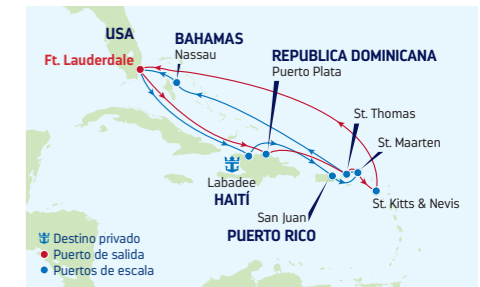 USA
BAHAMAS
Nassau
Ft. Lauderdale
REPUBLICA DOMINICANA
Puerto Plata
St. Thomas
St. Maarten
Labadee
HAITÍ
St. Kitts & Nevis
San Juan
PUERTO RICO
Destino privado
Puerto de salida
Puertos de escala